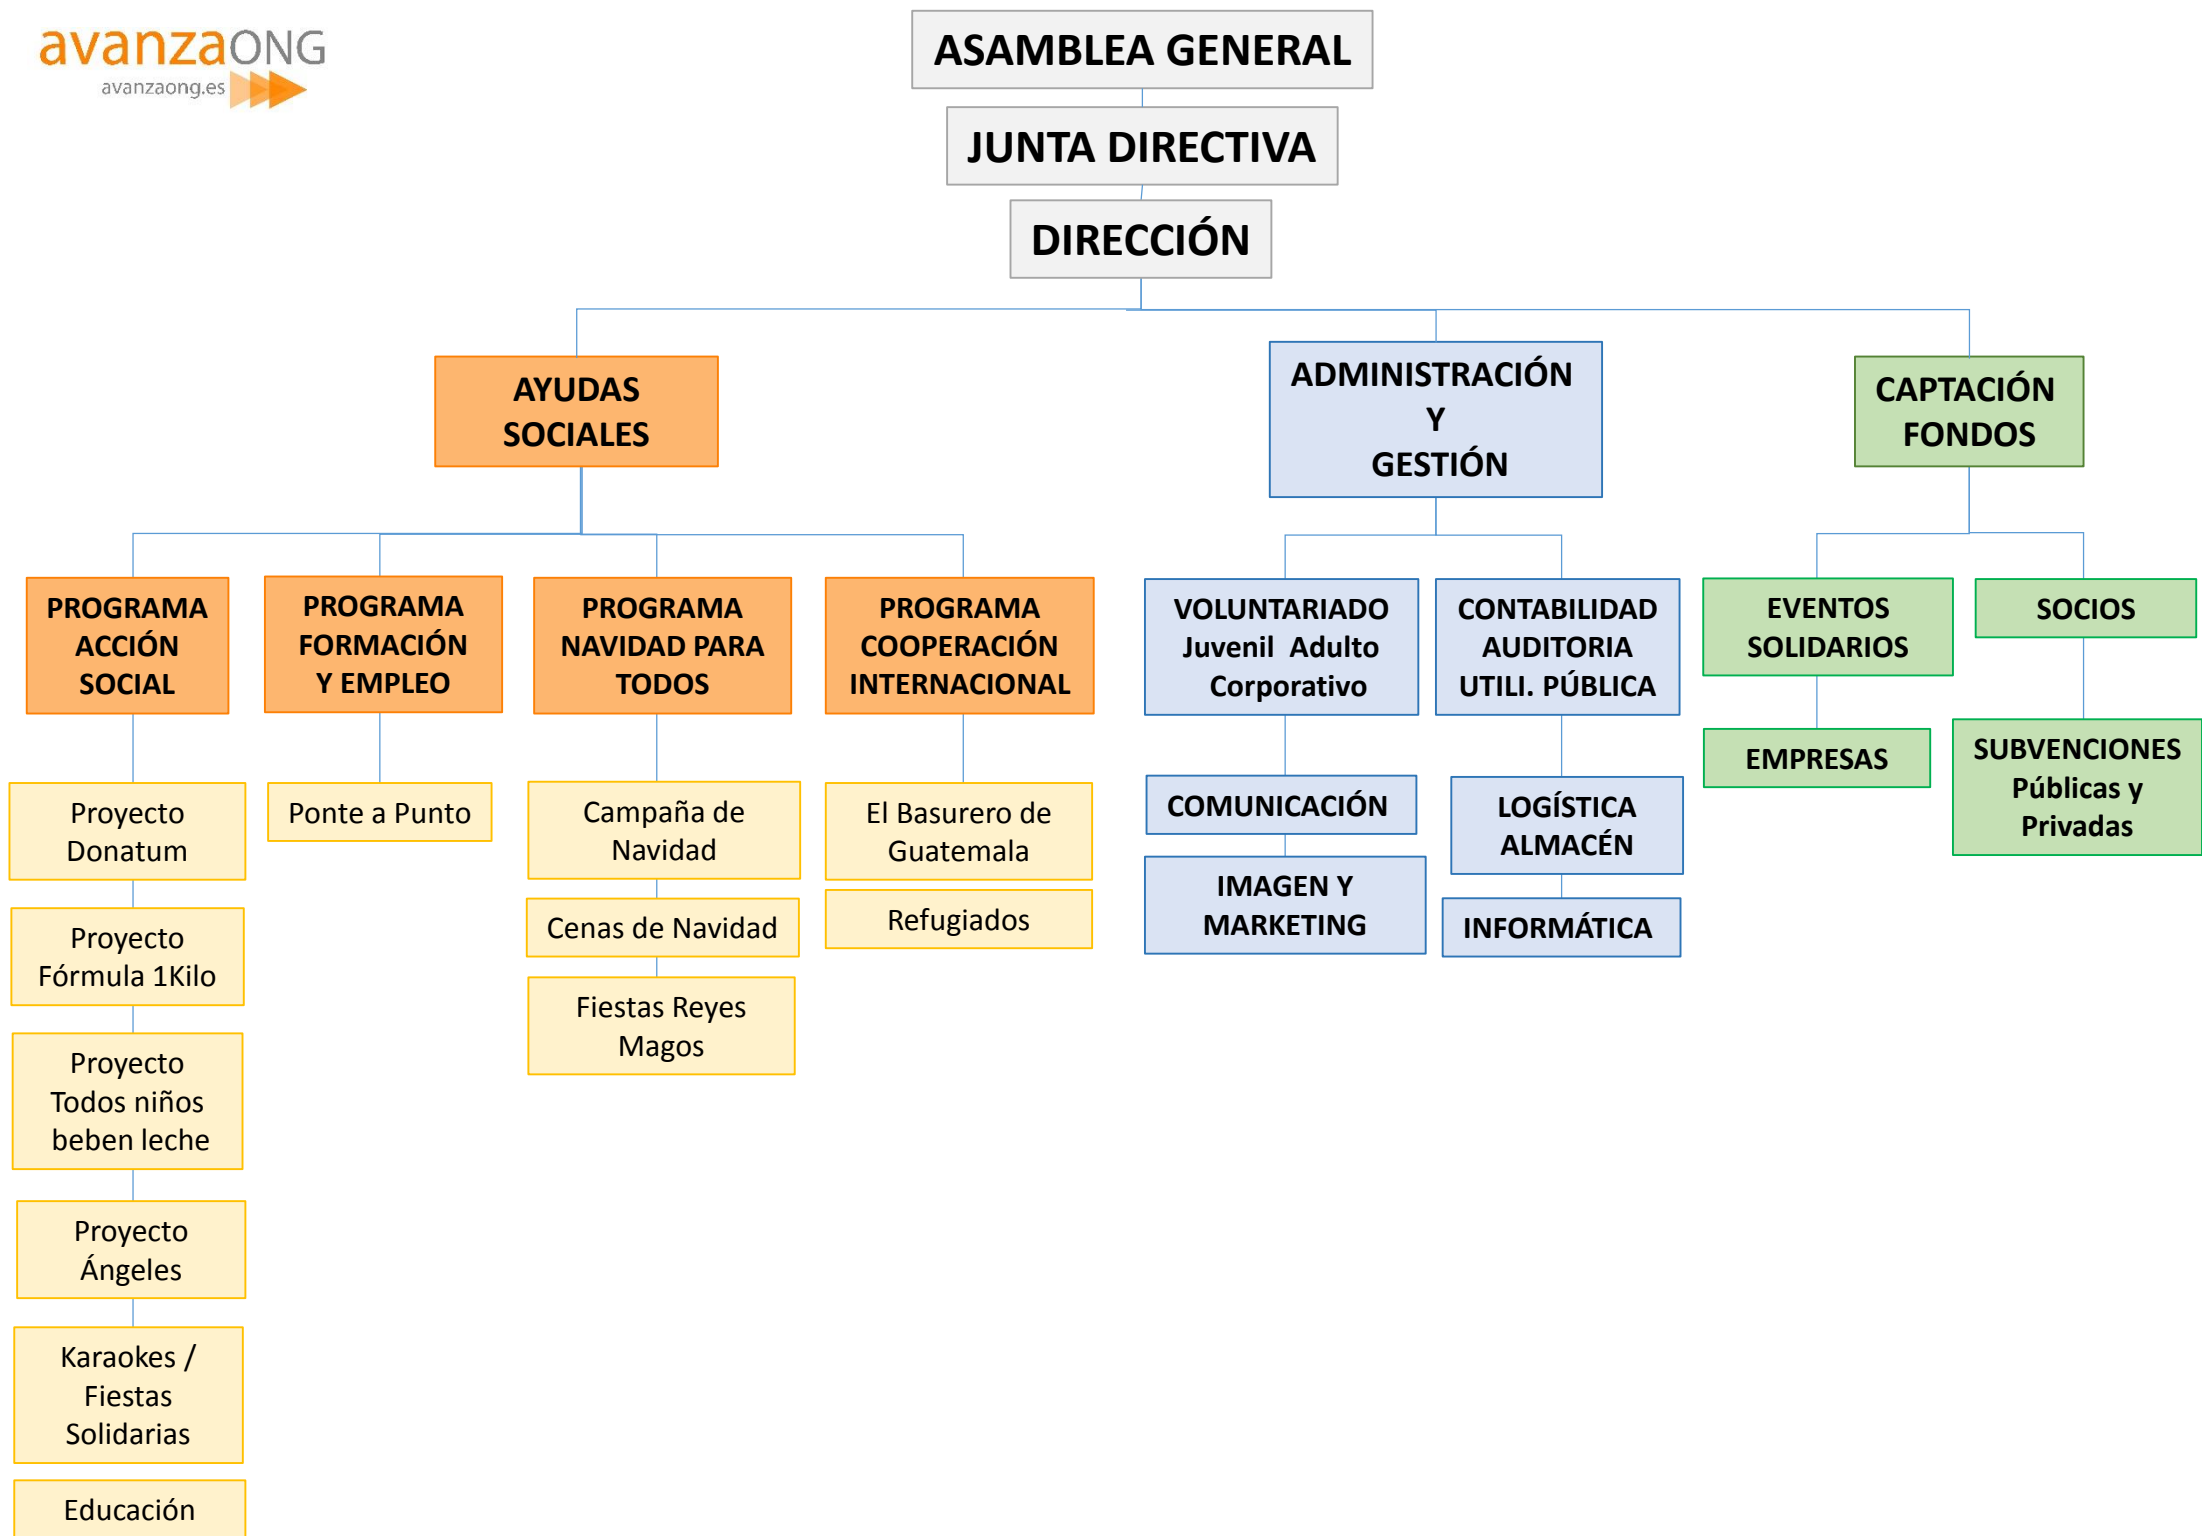 avanzaONG
avanzaong.es
ASAMBLEA GENERAL
JUNTA DIRECTIVA
DIRECCIÓN
AYUDAS
SOCIALES
ADMINISTRACIÓN
Y
GESTIÓN
CAPTACIÓN
FONDOS
PROGRAMA
ACCIÓN
SOCIAL
PROGRAMA
FORMACIÓN
Y EMPLEO
PROGRAMA
NAVIDAD PARA
TODOS
PROGRAMA
COOPERACIÓN
INTERNACIONAL
VOLUNTARIADO
Juvenil Adulto
Corporativo
CONTABILIDAD
AUDITORIA
UTILI. PÚBLICA
EVENTOS
SOLIDARIOS
SOCIOS
Proyecto
Donatum
Proyecto
Fórmula 1Kilo
Proyecto
Todos niños
beben leche
Proyecto
Ángeles
Karaokes /
Fiestas
Solidarias
Educación
Ponte a Punto
Campaña de
Navidad
Cenas de Navidad
Fiestas Reyes
Magos
El Basurero de
Guatemala
Refugiados
COMUNICACIÓN
IMAGEN Y
MARKETING
LOGÍSTICA
ALMACÉN
INFORMÁTICA
EMPRESAS
SUBVENCIONES
Públicas y
Privadas